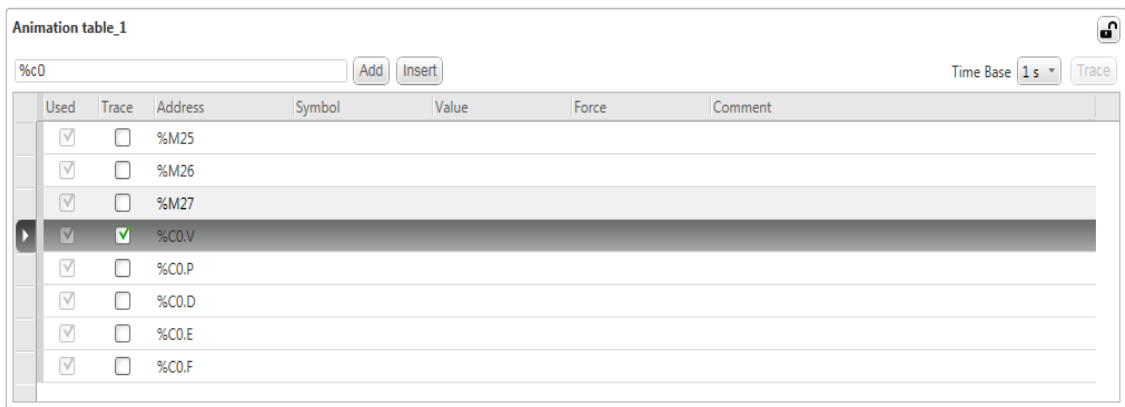 Animation table_1
%c0 Add Insert Time Base 1 s Trace
Used Trace Address Symbol Value Force Comment
%M25
%M26
%M27
%C0.V
%C0.P
%C0.D
%C0.E
%C0.F